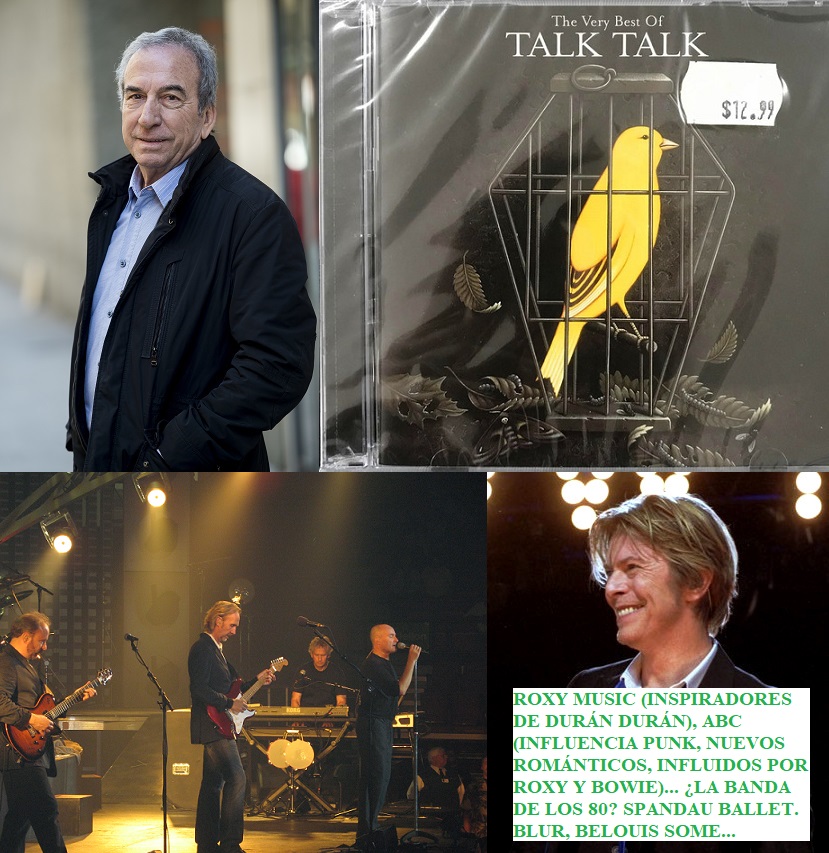 The Very Best Of
TALK TALK
$12.99
ROXY MUSIC (INSPIRADORES
DE DURÁN DURÁN), ABC
(INFLUENCIA PUNK, NUEVOS
ROMÁNTICOS, INFLUIDOS POR
ROXY Y BOWIE)... ¿LA BANDA
DE LOS 80? SPANDAU BALLET.
BLUR, BELOUIS SOME...